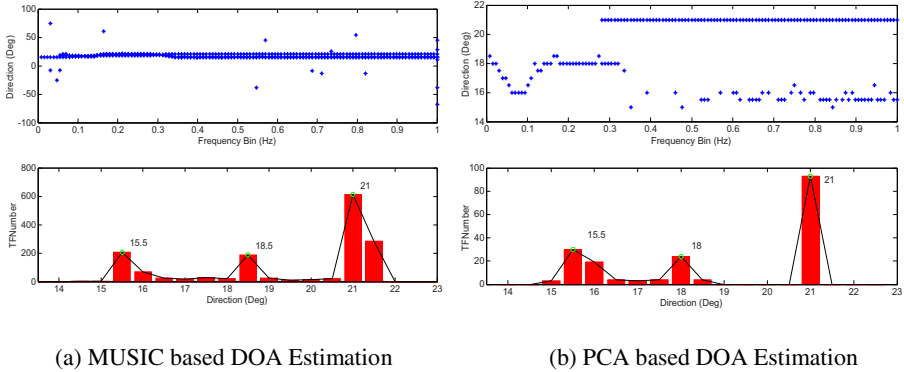 100
50
0
-50
-100
Direction (Deg)
0 0.1 0.2 0.3 0.4 0.5 0.6 0.7 0.8 0.9 1
Frequency Bin (Hz)
800
600
400
200
0
TFNumber
15.5
18.5
21
14 15 16 17 18 19 20 21 22 23
Direction (Deg)
(a) MUSIC based DOA Estimation
22
20
18
16
14
Direction (Deg)
0 0.1 0.2 0.3 0.4 0.5 0.6 0.7 0.8 0.9 1
Frequency Bin (Hz)
100
80
60
40
20
0
TFNumber
15.5
18
21
14 15 16 17 18 19 20 21 22 23
Direction (Deg)
(b) PCA based DOA Estimation